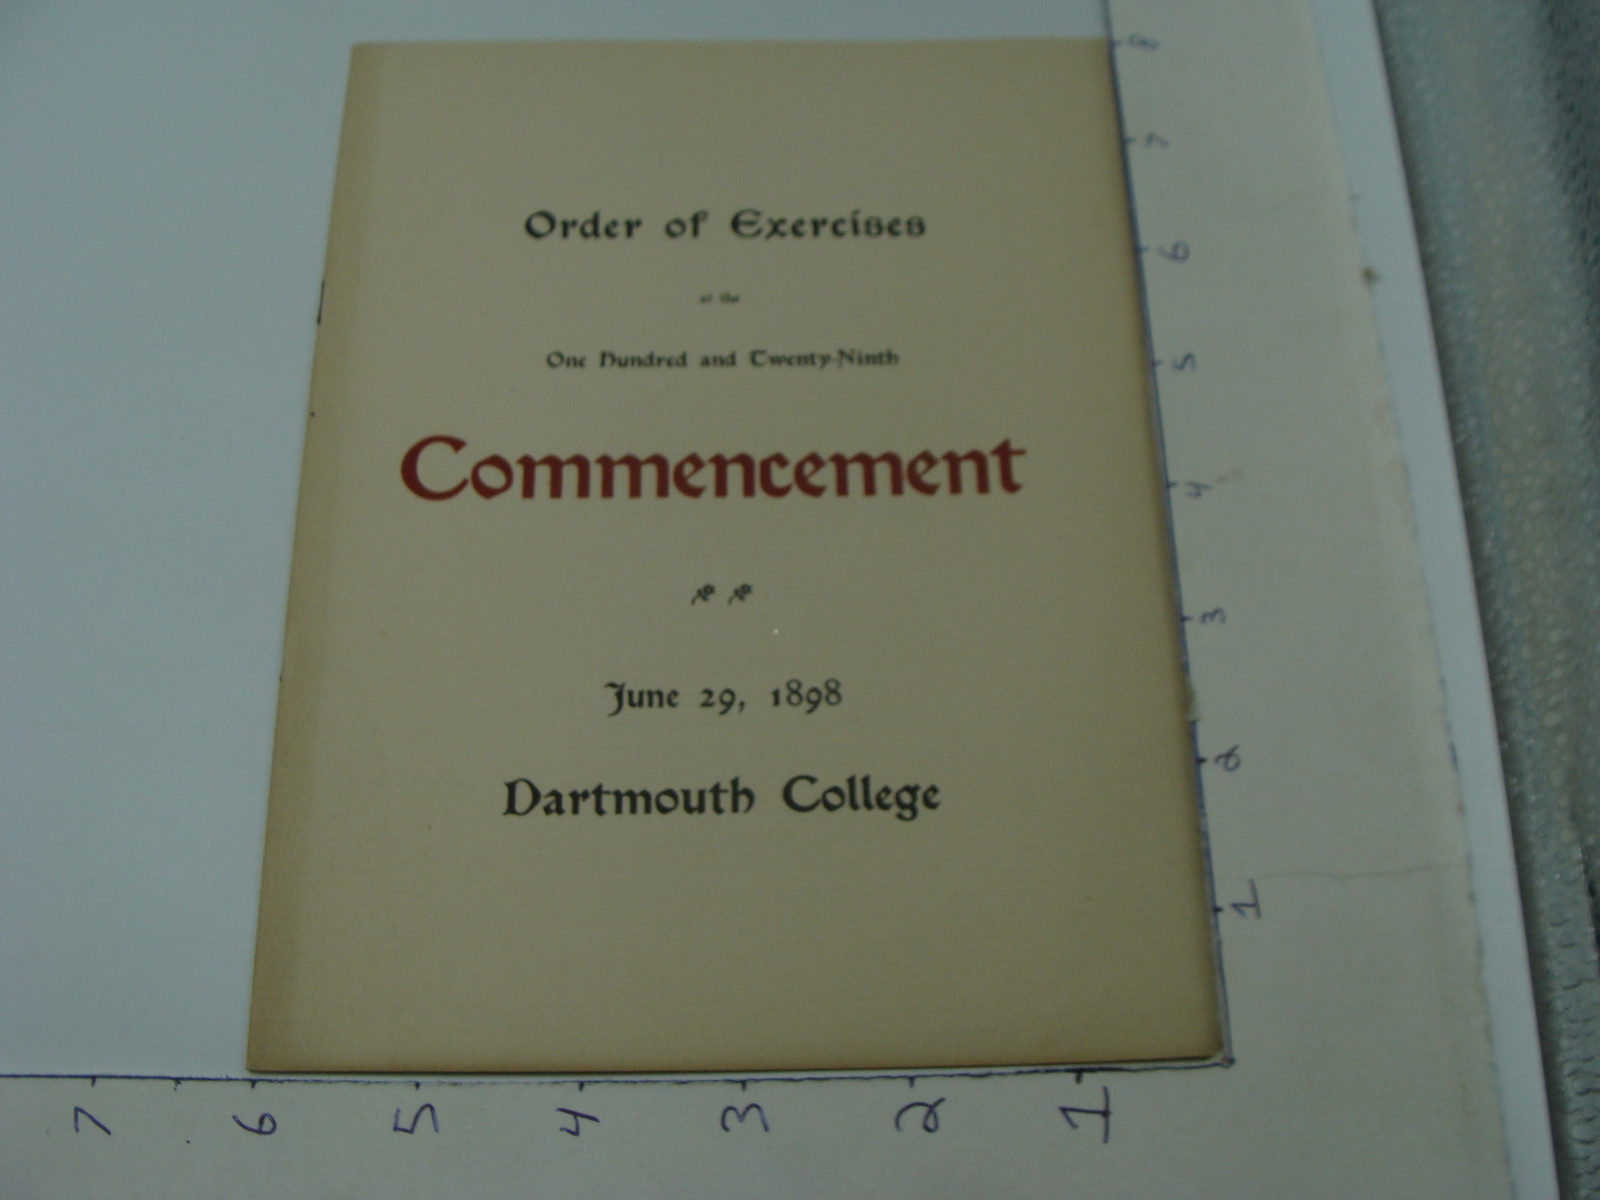 Order of Exercises
at the
One Hundred and Twenty-Ninth
Commencement
June 29, 1898
Dartmouth College
8
7
6
5
4
3
2
1
7 6 5 4 3 2 1